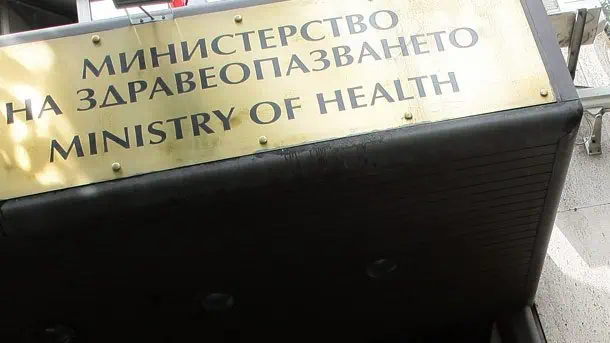 МИНИСТЕРСТВО
НА ЗДРАВЕОПАЗВАНЕТО
MINISTRY OF HEALTH